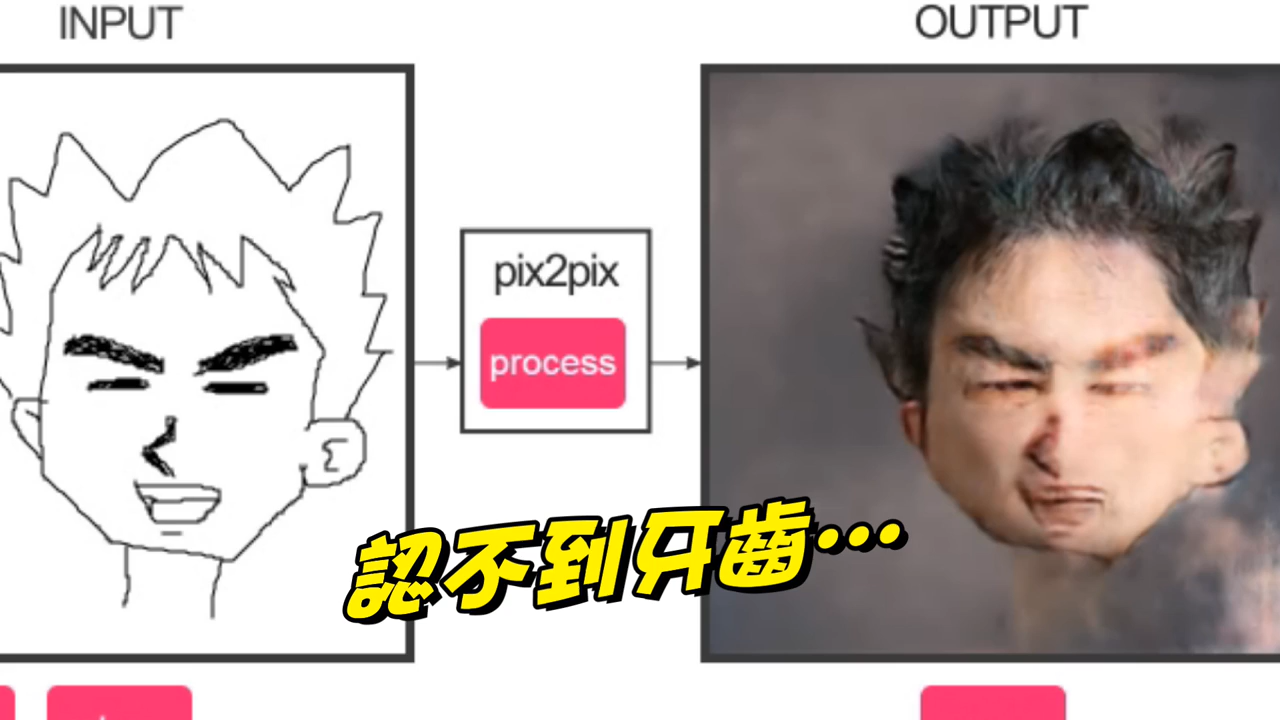 INPUT
OUTPUT
pix2pix
process
認不到牙齒…